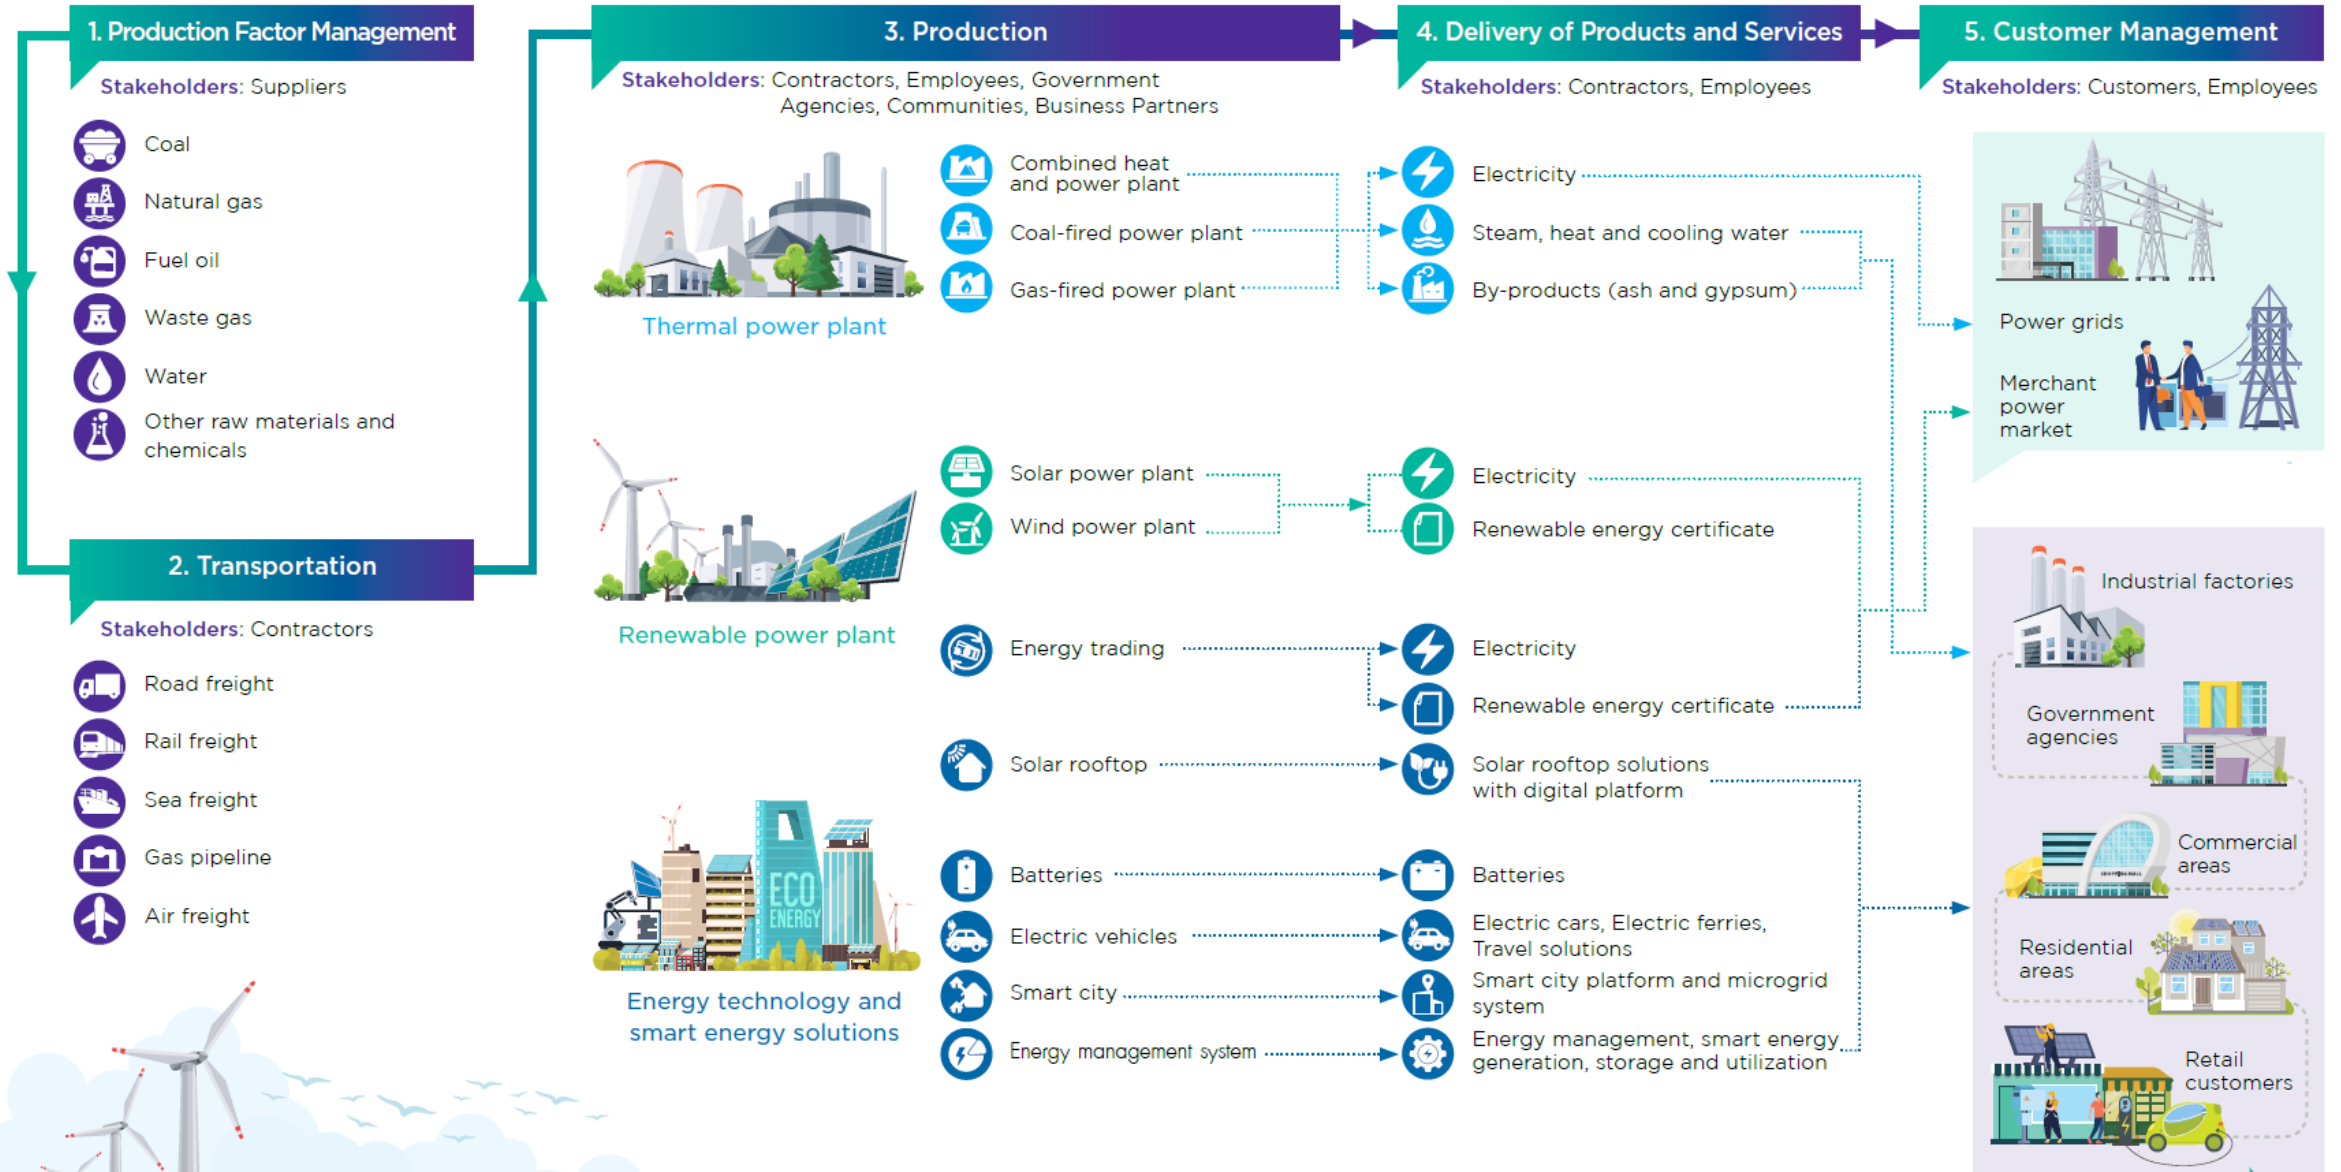 1. Production Factor Management
Stakeholders: Suppliers
Coal
Natural gas
Fuel oil
Waste gas
Water
Other raw materials and
chemicals
2. Transportation
Stakeholders: Contractors
Road freight
Rail freight
Sea freight
Gas pipeline
Air freight
3. Production
Stakeholders: Contractors, Employees, Government
Agencies, Communities, Business Partners
Thermal power plant
Combined heat
and power plant
Coal-fired power plant
Gas-fired power plant
Renewable power plant
Solar power plant
Wind power plant
ECO
ENERGY
Energy technology and
smart energy solutions
Energy trading
Solar rooftop
Batteries
Electric vehicles
Smart city
Energy management system
4. Delivery of Products and Services
Stakeholders: Contractors, Employees
Electricity
Steam, heat and cooling water
By-products (ash and gypsum)
Electricity
Renewable energy certificate
Electricity
Renewable energy certificate
Solar rooftop solutions
with digital platform
Batteries
Electric cars, Electric ferries,
Travel solutions
Smart city platform and microgrid
system
Energy management, smart energy
generation, storage and utilization
5. Customer Management
Stakeholders: Customers, Employees
Power grids
Merchant
power
market
Industrial factories
Government
agencies
Commercial
areas
Residential
areas
Retail
customers